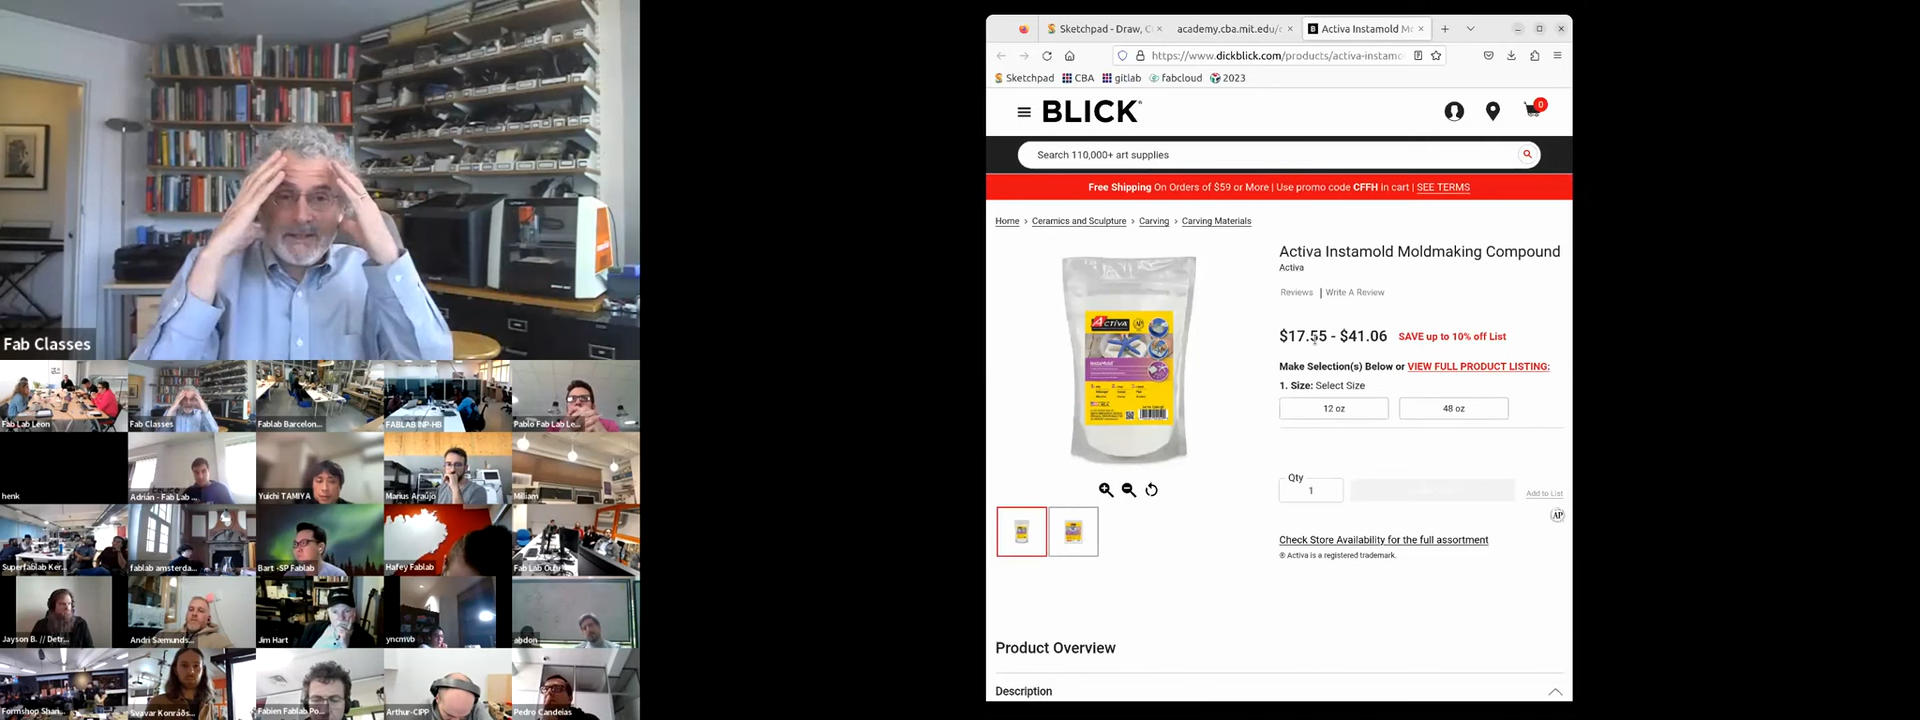 Fab Classes
Fab Lab Leon
Fab Classes
Fablab Barcelon...
FABLAB INP-HB
Pablo Fab Lab Le...
henk
Adrián - Fab Lab ...
Yuichi TAMIYA
Marius Araújo
Miliam
Superfablab Ker...
fablab amsterda...
Bart -SP Fablab
Hafey Fablab
Fab Lab Oulu
Jayson B. // Detr...
Andri Sæmunds...
Jim Hart
yncmvb
abdon
Formshop Shan...
Svavar Konráðs...
Fabien Fablab Po...
Arthur-CIPP
Pedro Candeias
Sketchpad - Draw, C
academy.cba.mit.edu/c
Activa Instamold Mo
https://www.dickblick.com/products/activa-instamo
Sketchpad
CBA
gitlab
fabcloud
2023
BLICK
0
Search 110,000+ art supplies
Free Shipping On Orders of $59 or More | Use promo code CFFH in cart | SEE TERMS
Home › Ceramics and Sculpture › Carving › Carving Materials
ACTIVA
Activa Instamold Moldmaking Compound
Activa
Reviews | Write A Review
$17.55 - $41.06 SAVE up to 10% off List
Make Selection(s) Below or VIEW FULL PRODUCT LISTING:
1. Size: Select Size
12 oz
48 oz
Qty
1
Add to List
AP
Check Store Availability for the full assortment
® Activa is a registered trademark.
Product Overview
Description